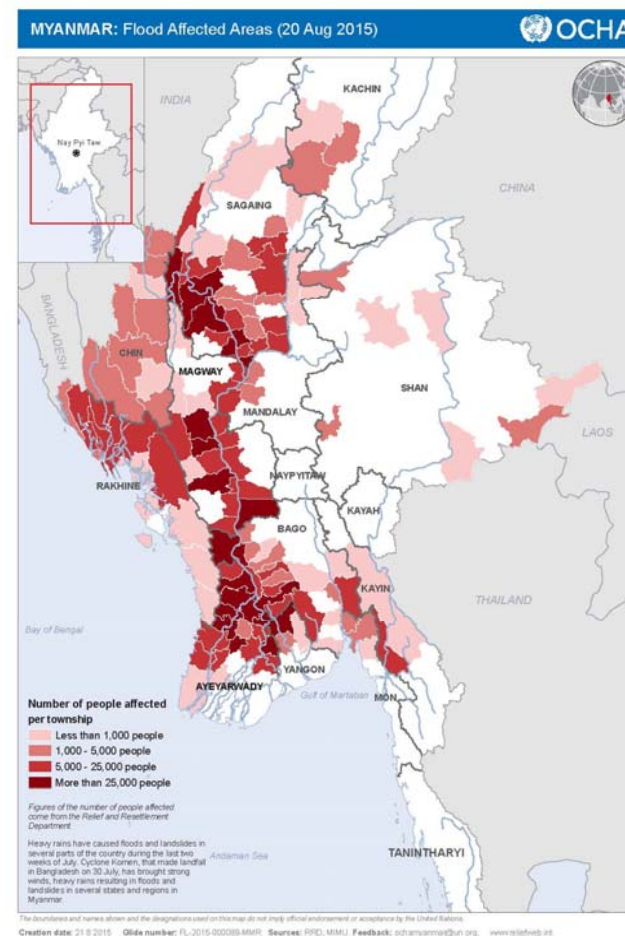 MYANMAR: Flood Affected Areas (20 Aug 2015)
OCHA
KACHIN
INDIA
Nay Pyi Taw
CHINA
SAGAING
BANGLADESH
CHIN
MAGWAY
SHAN
MANDALAY
LAOS
NAYPYITAW
RAKHINE
KAYAH
BAGO
KAYIN
THAILAND
Bay of Bengal
YANGON
AYEYARWADY
Gulf of Martaban
MON
Number of people affected
per township
Less than 1,000 people
1,000 - 5,000 people
5,000 - 25,000 people
More than 25,000 people
Figures of the number of people affected
come from the Relief and Resettlement
Department.
Heavy rains have caused floods and landslides in
several parts of the country during the last two
weeks of July. Cyclone Komen, that made landfall
in Bangladesh on 30 July, has brought strong
winds, heavy rains resulting in floods and
landslides in several states and regions in
Myanmar.
Andaman Sea
TANINTHARYI
The boundaries and names shown and the designations used on this map do not imply official endorsement or acceptance by the United Nations.
Creation date: 21 8 2015 Glide number: FL-2015-000089-MMR Sources: RRD, MIMU Feedback: ochamyanmar@un.org www.reliefweb.int